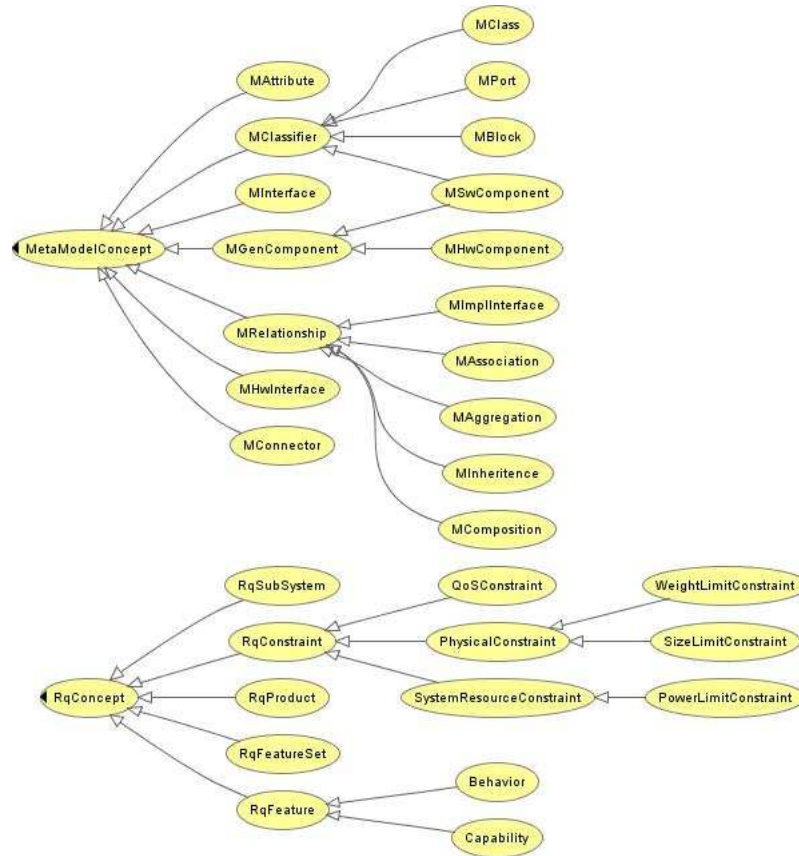 MClass
MAttribute
MPort
MClassifier
MBlock
MInterface
MSwComponent
MetaModelConcept
MGenComponent
MHwComponent
MImplInterface
MRelationship
MAssociation
MHwInterface
MAggregation
MConnector
MInheritence
MComposition
RqSubSystem
QoSConstraint
WeightLimitConstraint
RqConstraint
PhysicalConstraint
SizeLimitConstraint
RqConcept
RqProduct
SystemResourceConstraint
PowerLimitConstraint
RqFeatureSet
Behavior
RqFeature
Capability